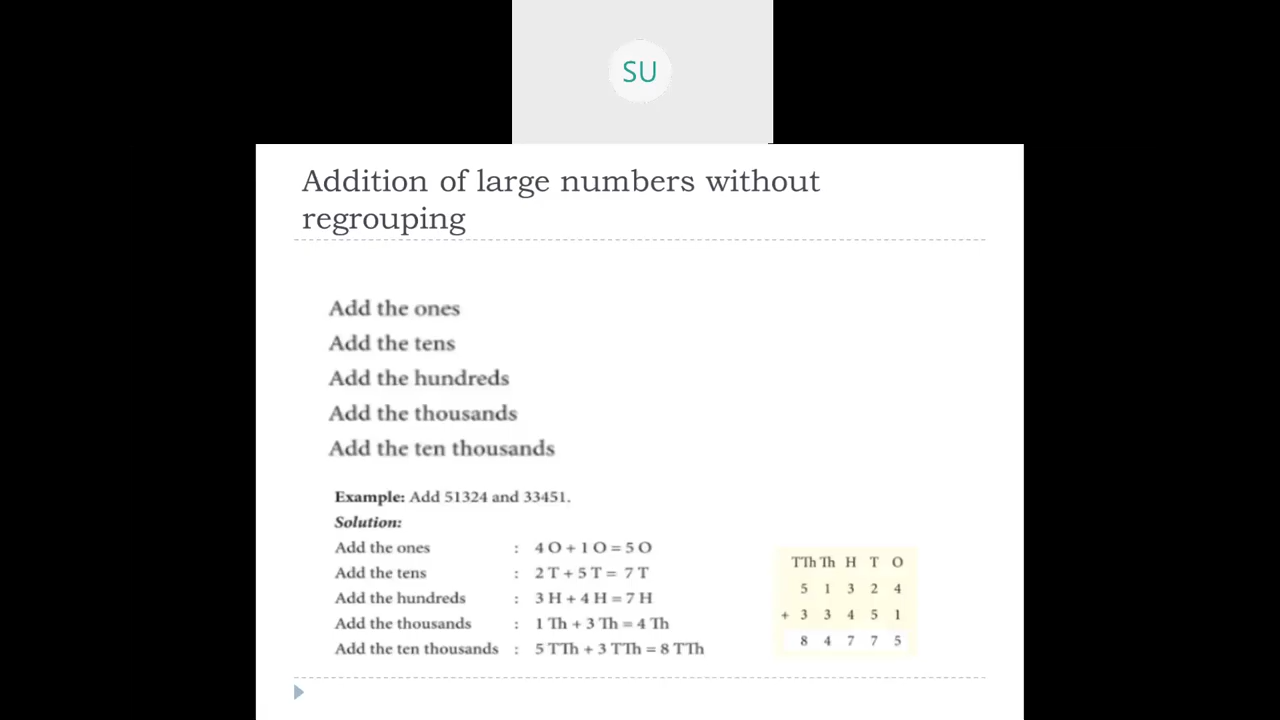 SU
Addition of large numbers without
regrouping
Add the ones
Add the tens
Add the hundreds
Add the thousands
Add the ten thousands
Example: Add 51324 and 33451.
Solution:
Add the ones : 4 O + 1 O = 5 O
Add the tens : 2 T + 5 T = 7 T
Add the hundreds : 3 H + 4 H = 7 H
Add the thousands : 1 Th + 3 Th = 4 Th
Add the ten thousands : 5 TTh + 3 TTh = 8 TTh
TTh Th H T O
5 1 3 2 4
+ 3 3 4 5 1
8 4 7 7 5